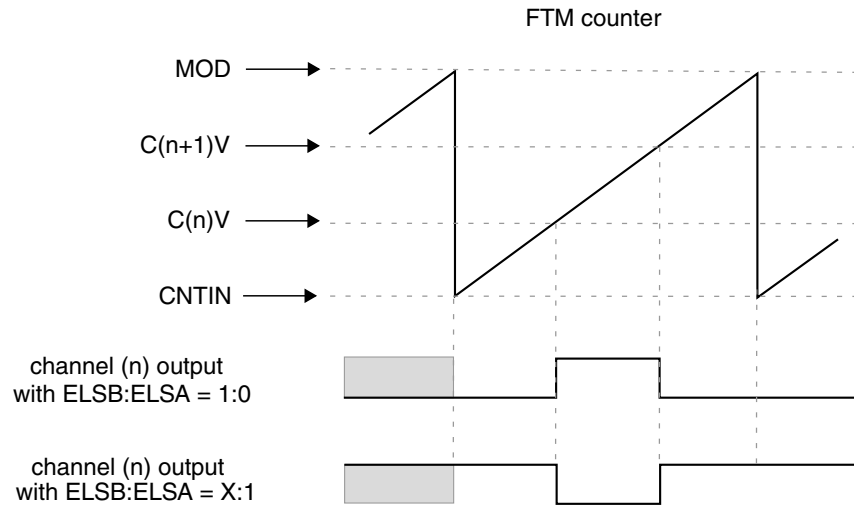 FTM counter
MOD
C(n+1)V
C(n)V
CNTIN
channel (n) output
with ELSB:ELSA = 1:0
channel (n) output
with ELSB:ELSA = X:1